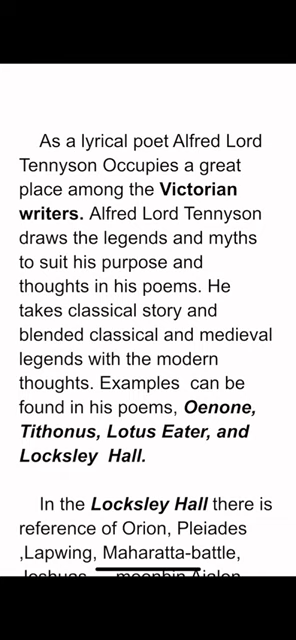 As a lyrical poet Alfred Lord
Tennyson Occupies a great
place among the Victorian
writers. Alfred Lord Tennyson
draws the legends and myths
to suit his purpose and
thoughts in his poems. He
takes classical story and
blended classical and medieval
legends with the modern
thoughts. Examples can be
found in his poems, Oenone,
Tithonus, Lotus Eater, and
Locksley Hall.
In the Locksley Hall there is
reference of Orion, Pleiades
,Lapwing, Maharatta-battle,